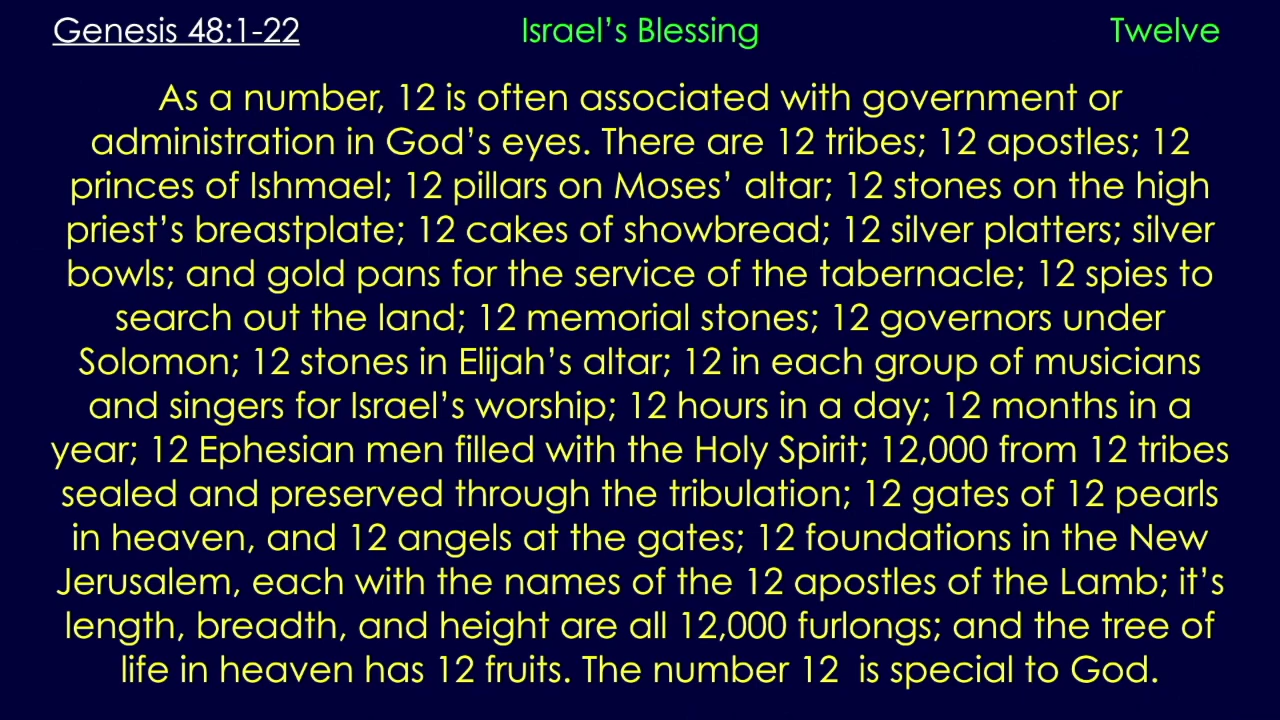 Genesis 48:1-22 Israel’s Blessing Twelve
As a number, 12 is often associated with government or
administration in God’s eyes. There are 12 tribes; 12 apostles; 12
princes of Ishmael; 12 pillars on Moses’ altar; 12 stones on the high
priest’s breastplate; 12 cakes of showbread; 12 silver platters; silver
bowls; and gold pans for the service of the tabernacle; 12 spies to
search out the land; 12 memorial stones; 12 governors under
Solomon; 12 stones in Elijah’s altar; 12 in each group of musicians
and singers for Israel’s worship; 12 hours in a day; 12 months in a
year; 12 Ephesian men filled with the Holy Spirit; 12,000 from 12 tribes
sealed and preserved through the tribulation; 12 gates of 12 pearls
in heaven, and 12 angels at the gates; 12 foundations in the New
Jerusalem, each with the names of the 12 apostles of the Lamb; it’s
length, breadth, and height are all 12,000 furlongs; and the tree of
life in heaven has 12 fruits. The number 12  is special to God.